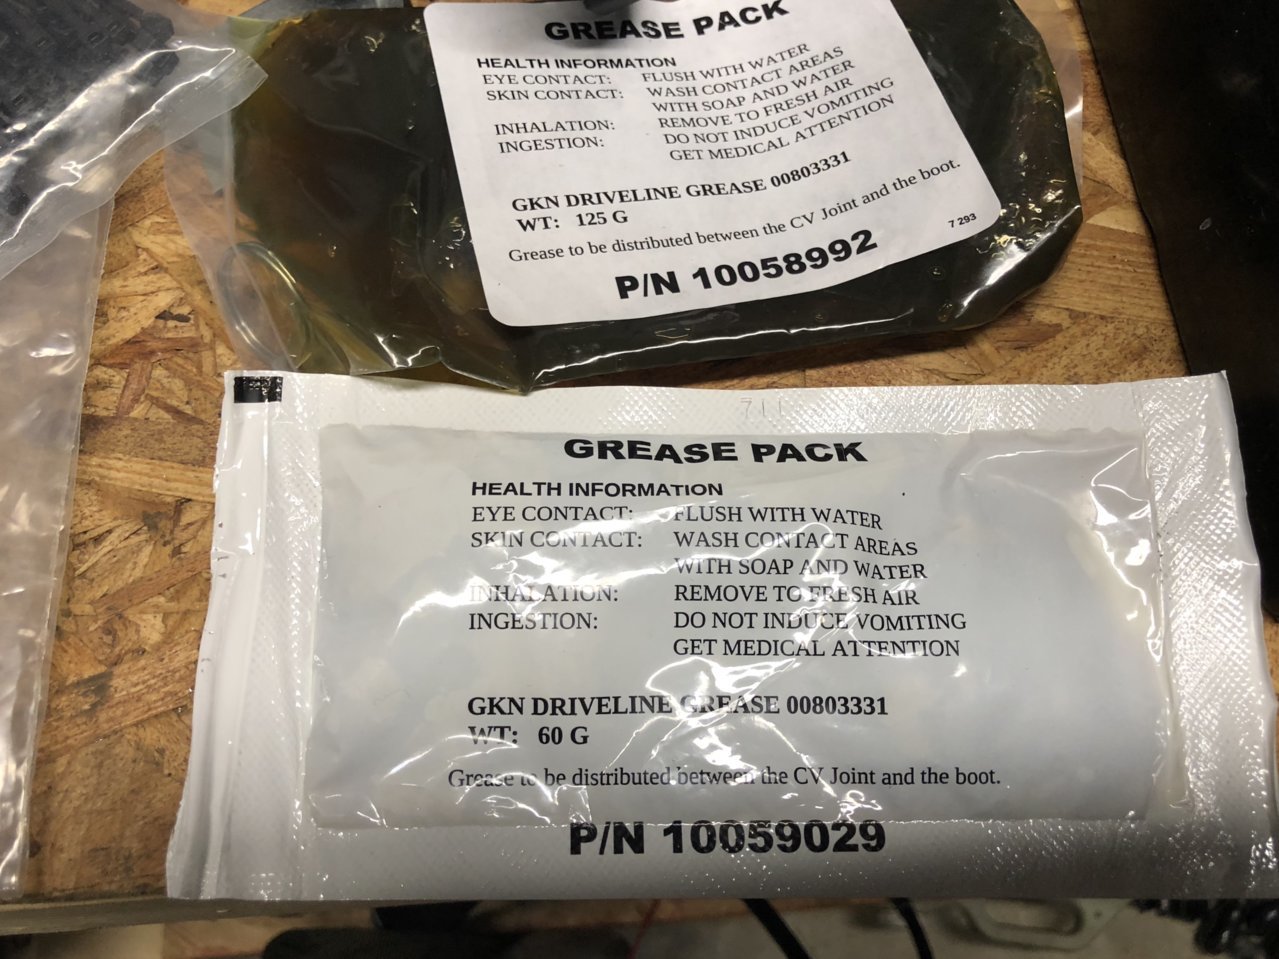 GREASE PACK
HEALTH INFORMATION
EYE CONTACT: FLUSH WITH WATER
SKIN CONTACT: WASH CONTACT AREAS
WITH SOAP AND WATER
INHALATION: REMOVE TO FRESH AIR
INGESTION: DO NOT INDUCE VOMITING
GET MEDICAL ATTENTION
GKN DRIVELINE GREASE 00803331
WT: 125 G
Grease to be distributed between the CV Joint and the boot.
7 293
P/N 10058992
711
GREASE PACK
HEALTH INFORMATION
EYE CONTACT: FLUSH WITH WATER
SKIN CONTACT: WASH CONTACT AREAS
WITH SOAP AND WATER
INHALATION: REMOVE TO FRESH AIR
INGESTION: DO NOT INDUCE VOMITING
GET MEDICAL ATTENTION
GKN DRIVELINE GREASE 00803331
WT: 60 G
Grease to be distributed between the CV Joint and the boot.
P/N 10059029